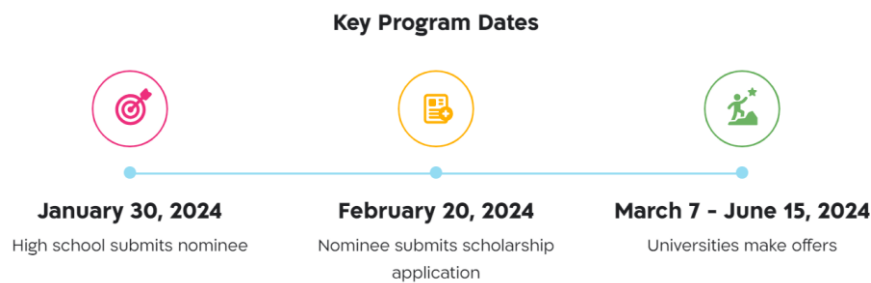 Key Program Dates
January 30, 2024
High school submits nominee
February 20, 2024
Nominee submits scholarship
application
March 7 - June 15, 2024
Universities make offers